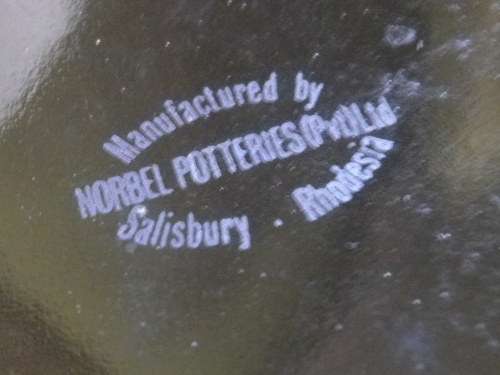 Manufactured by
NORBEL POTTERIES (Pvt) Ltd
Salisbury · Rhodesia